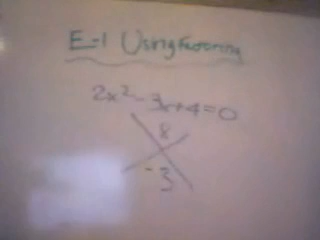 E-1 Using Factoring
2x² - 3x+4=0
8
-3